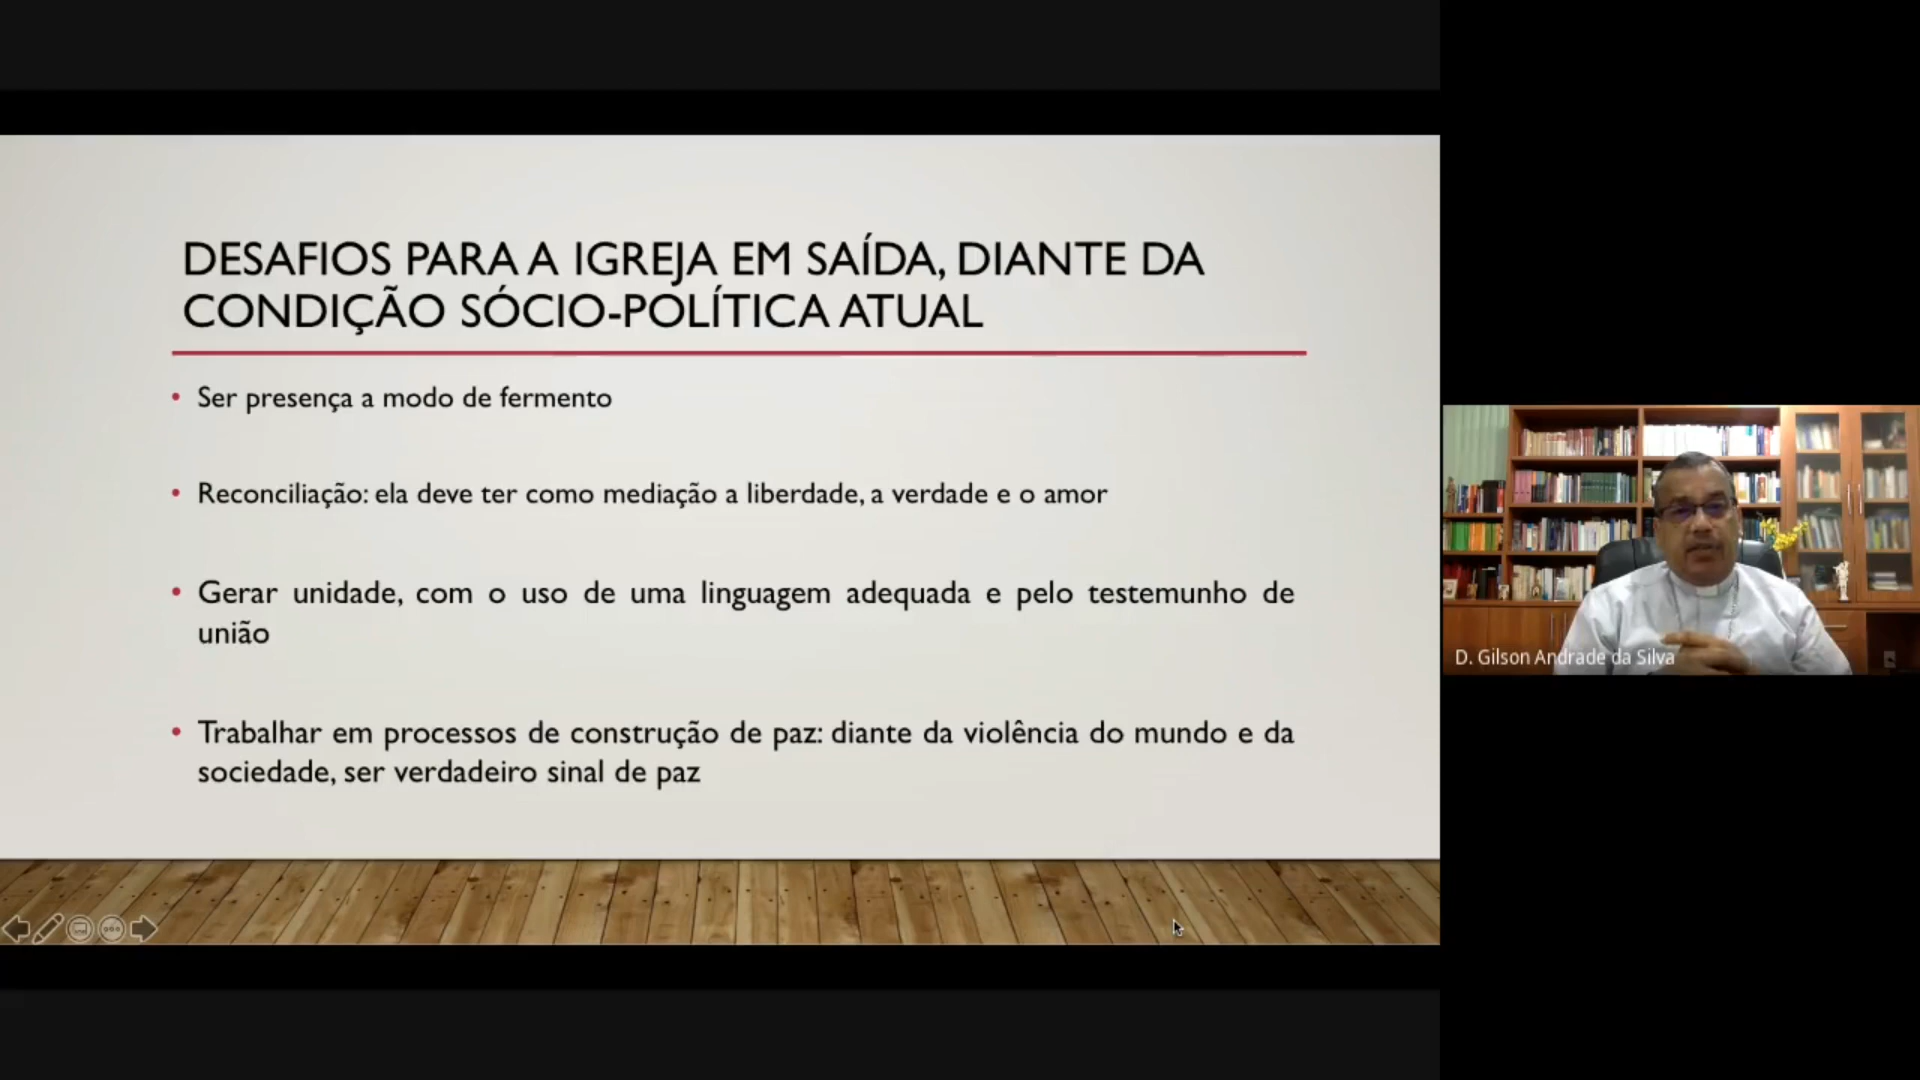 DESAFIOS PARA A IGREJA EM SAÍDA, DIANTE DA
CONDIÇÃO SÓCIO-POLÍTICA ATUAL
• Ser presença a modo de fermento
• Reconciliação: ela deve ter como mediação a liberdade, a verdade e o amor
• Gerar unidade, com o uso de uma linguagem adequada e pelo testemunho de
união
• Trabalhar em processos de construção de paz: diante da violência do mundo e da
sociedade, ser verdadeiro sinal de paz
D. Gilson Andrade da Silva